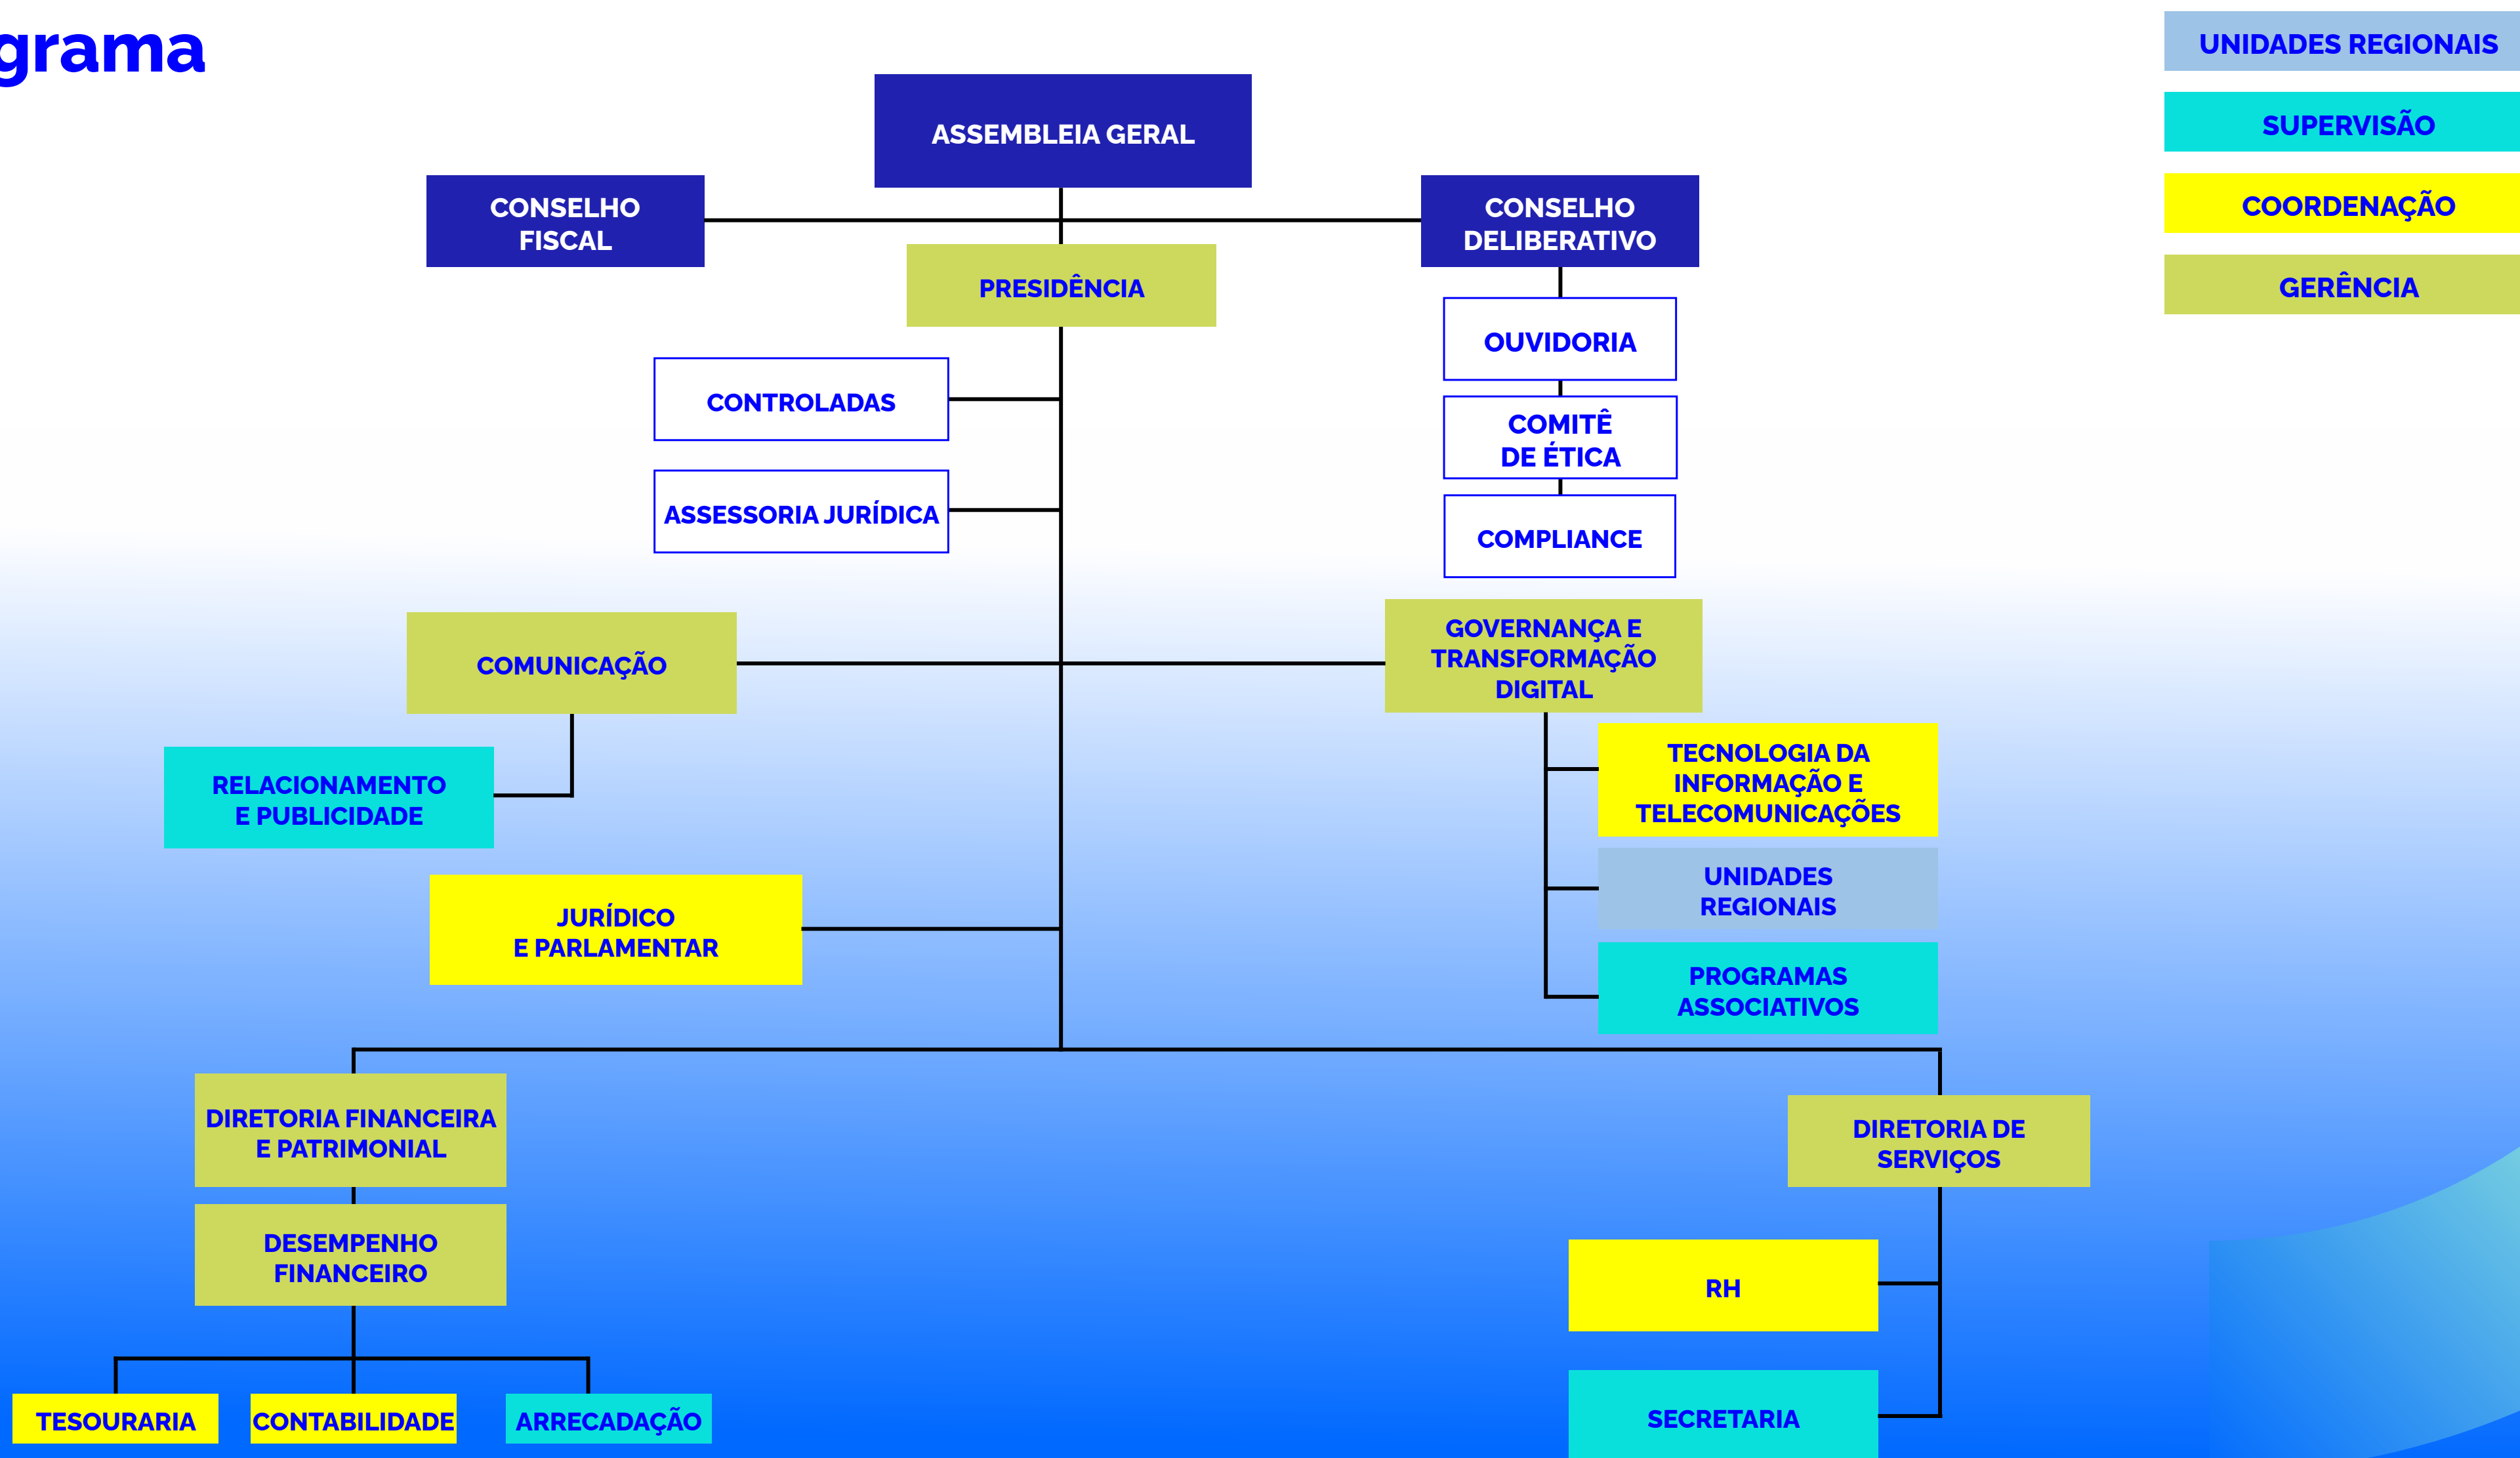 grama
UNIDADES REGIONAIS
SUPERVISÃO
COORDENAÇÃO
GERÊNCIA
ASSEMBLEIA GERAL
CONSELHO
FISCAL
CONSELHO
DELIBERATIVO
PRESIDÊNCIA
OUVIDORIA
CONTROLADAS
COMITÊ
DE ÉTICA
ASSESSORIA JURÍDICA
COMPLIANCE
COMUNICAÇÃO
GOVERNANÇA E
TRANSFORMAÇÃO
DIGITAL
RELACIONAMENTO
E PUBLICIDADE
TECNOLOGIA DA
INFORMAÇÃO E
TELECOMUNICAÇÕES
UNIDADES
REGIONAIS
JURÍDICO
E PARLAMENTAR
PROGRAMAS
ASSOCIATIVOS
DIRETORIA FINANCEIRA
E PATRIMONIAL
DIRETORIA DE
SERVIÇOS
DESEMPENHO
FINANCEIRO
RH
TESOURARIA
CONTABILIDADE
ARRECADAÇÃO
SECRETARIA